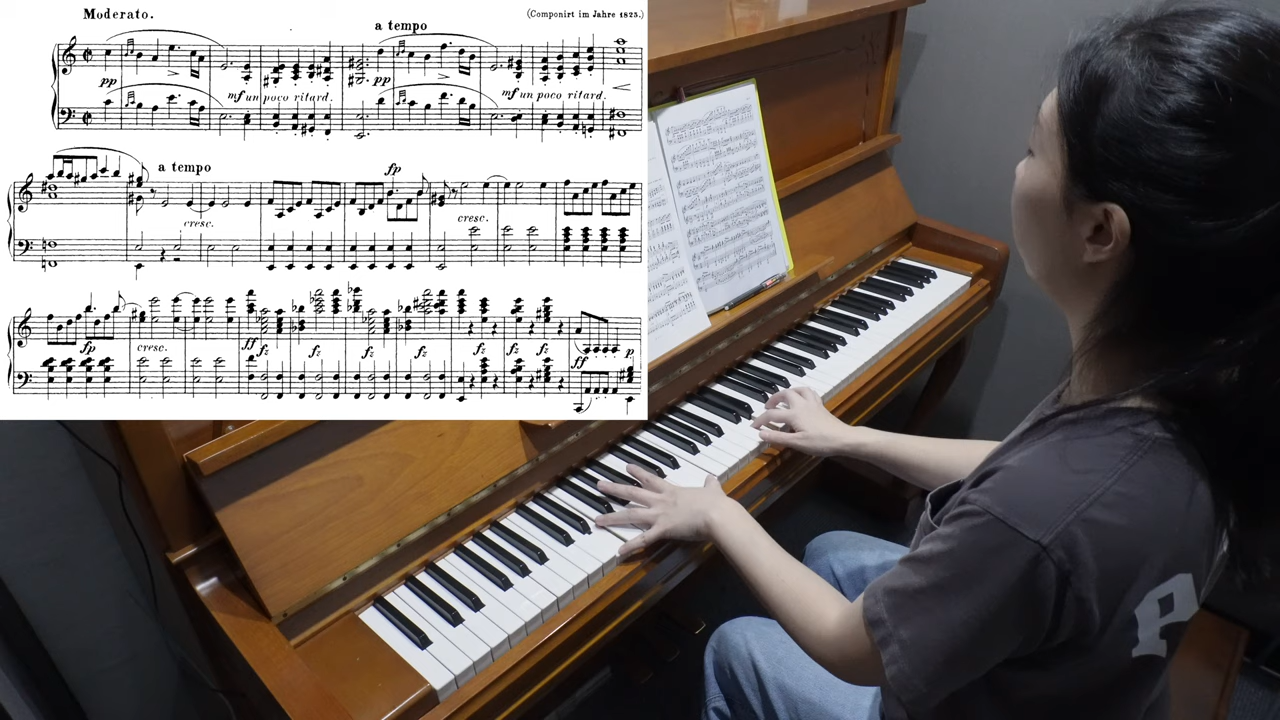 Moderato.
(Componirt im Jahre 1825.)
a tempo
pp
pp
mf un poco ritard.
mf un poco ritard.
a tempo
fp
cresc.
cresc.
fp
cresc.
ff
fz
fz
fz
fz
fz
fz
fz
ff
p
P